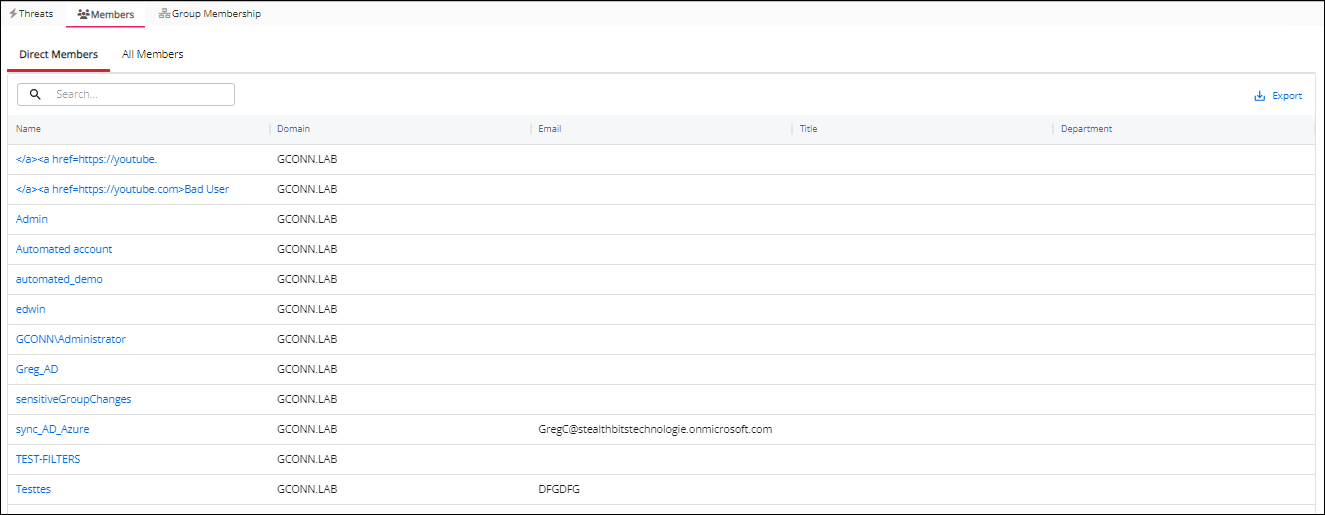 Threats Members Group Membership
Direct Members All Members
Search... Export
Name Domain Email Title Department
</a><a href=https://youtube. GCONN.LAB
</a><a href=https://youtube.com>Bad User GCONN.LAB
Admin GCONN.LAB
Automated account GCONN.LAB
automated_demo GCONN.LAB
edwin GCONN.LAB
GCONN\Administrator GCONN.LAB
Greg_AD GCONN.LAB
sensitiveGroupChanges GCONN.LAB
sync_AD_Azure GCONN.LAB GregC@stealthbitstechnologie.onmicrosoft.com
TEST-FILTERS GCONN.LAB
Testtes GCONN.LAB DFGDFG